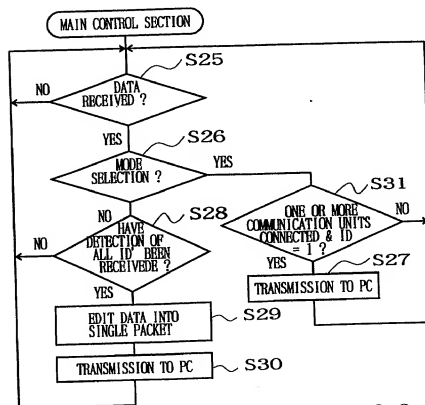 MAIN CONTROL SECTION
S25
NO
DATA
RECEIVED ?
YES
S26
MODE
SELECTION ?
YES
NO
S28
S31
HAVE
DETECTION OF
ALL ID' BEEN
RECEIVEDE ?
NO
ONE OR MORE
COMMUNICATION UNITS
CONNECTED & ID
= 1 ?
NO
YES
S27
TRANSMISSION TO PC
YES
EDIT DATA INTO
SINGLE PACKET
S29
TRANSMISSION TO PC
S30